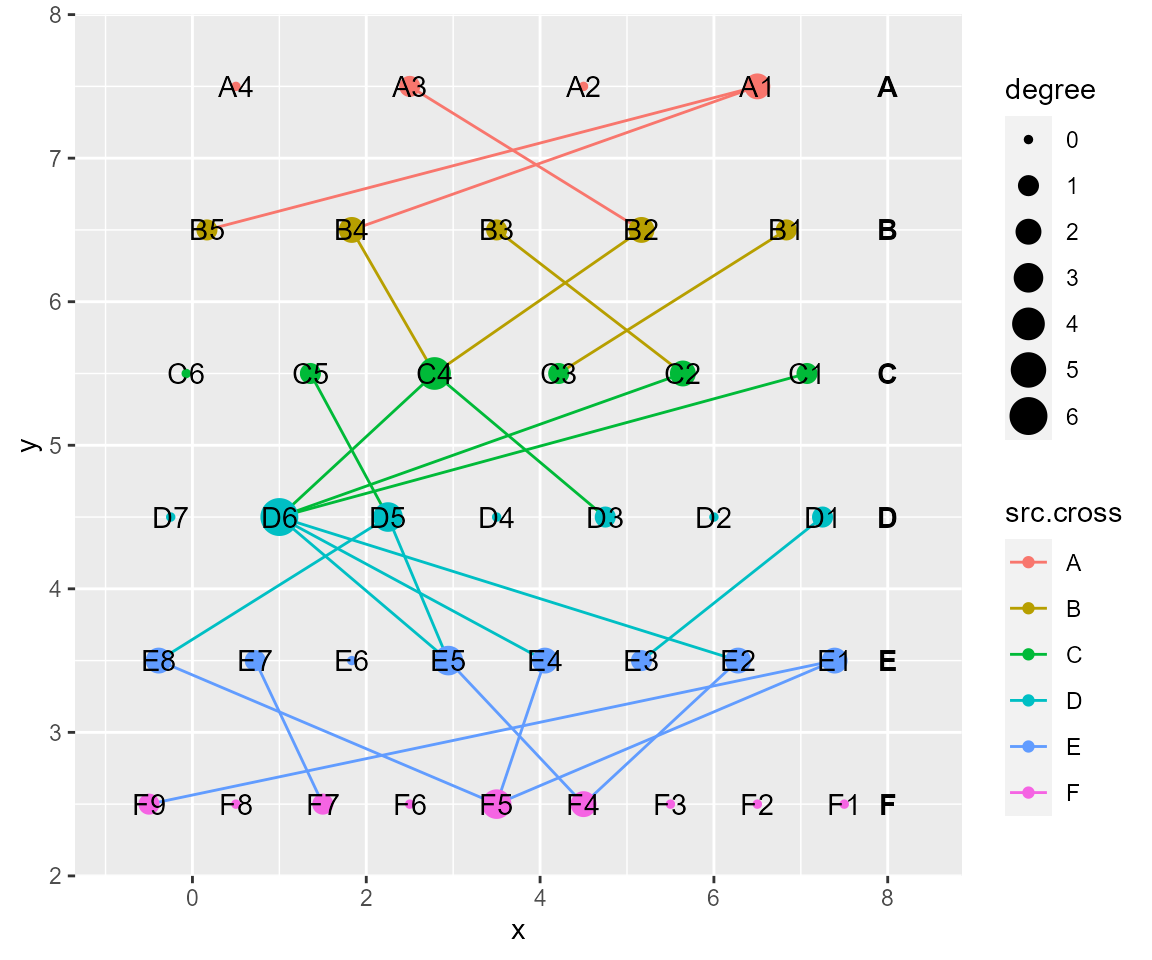 8
A4 A3 A2 A1 A
7
B5 B4 B3 B2 B1 B
6
C6 C5 C4 C3 C2 C1 C
5
D7 D6 D5 D4 D3 D2 D1 D
4
E8 E7 E6 E5 E4 E3 E2 E1 E
3
F9 F8 F7 F6 F5 F4 F3 F2 F1 F
2
0 2 4 6 8
x
y
degree
0
1
2
3
4
5
6
src.cross
A
B
C
D
E
F